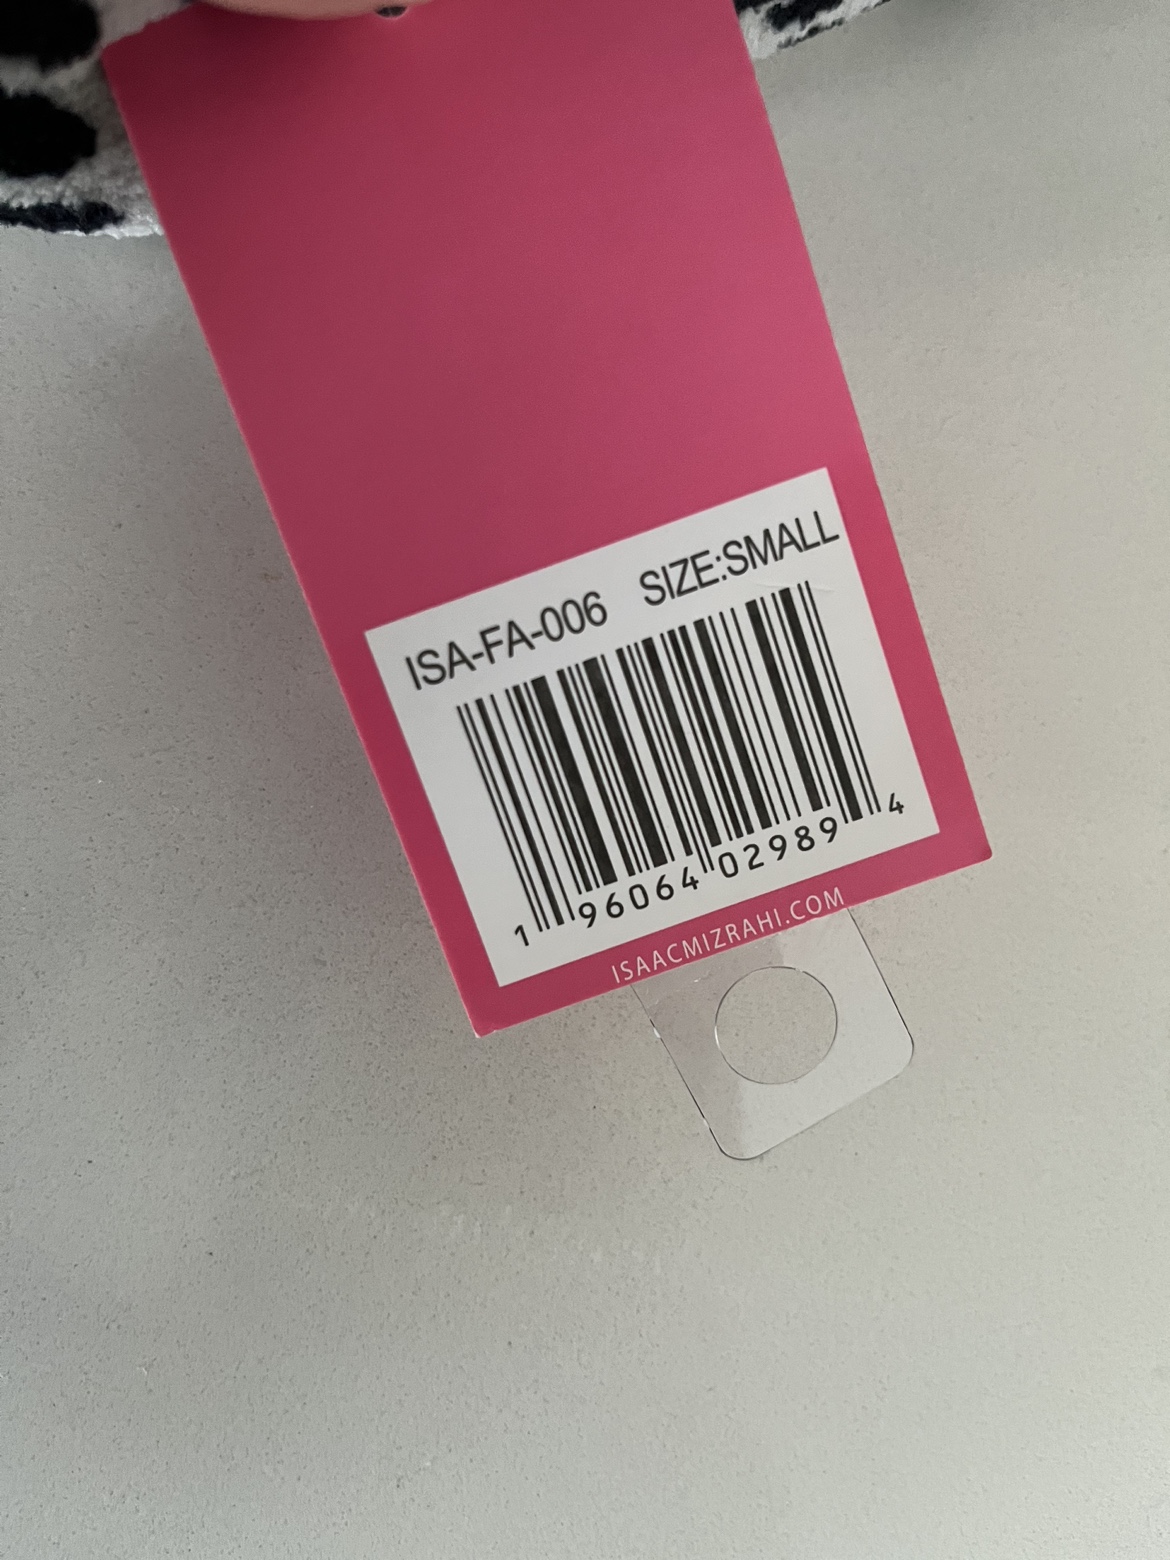 ISA-FA-006 SIZE:SMALL
1 96064 02989 4
ISAACMIZRAHI.COM